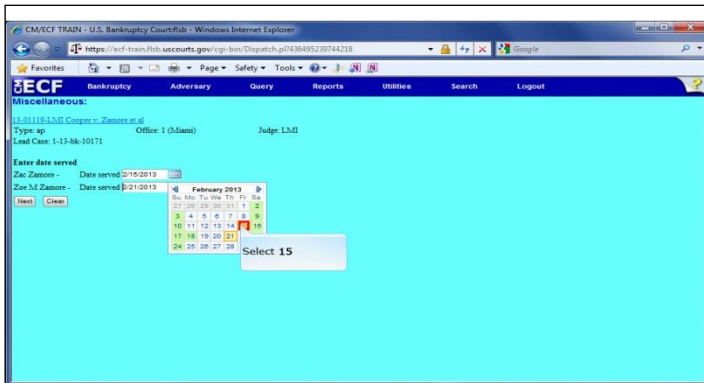 CM/ECF TRAIN - U.S. Bankruptcy Court:flsb - Windows Internet Explorer
https://ecf-train.flsb.uscourts.gov/cgi-bin/Dispatch.pl?436495239744218 Google
Favorites Page Safety Tools
ECF Bankruptcy Adversary Query Reports Utilities Search Logout ?
Miscellaneous:
13-01119-LMI Cooper v. Zamore et al
Type: ap Office: 1 (Miami) Judge: LMI
Lead Case: 1-13-bk-10171
Enter date served
Zac Zamore - Date served 2/15/2013
Zoe M Zamore - Date served 2/21/2013
Next Clear
February 2013
Su Mo Tu We Th Fr Sa
27 28 29 30 31 1 2
3 4 5 6 7 8 9
10 11 12 13 14 15 16
17 18 19 20 21
24 25 26 27 28
Select 15